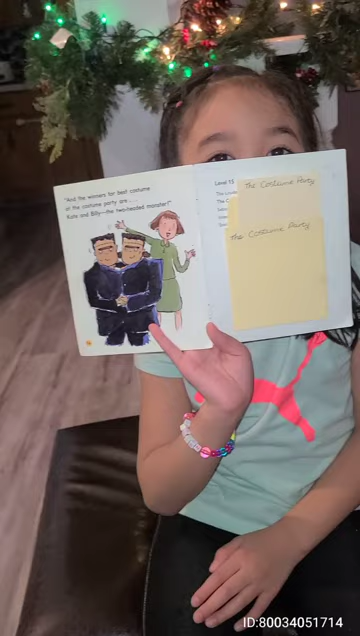 "And the winners for best costume
at the costume party are . . .
Kate and Billy—the two-headed monster!"
Level 15
the Costume Party
the Costume Party
ID:80034051714